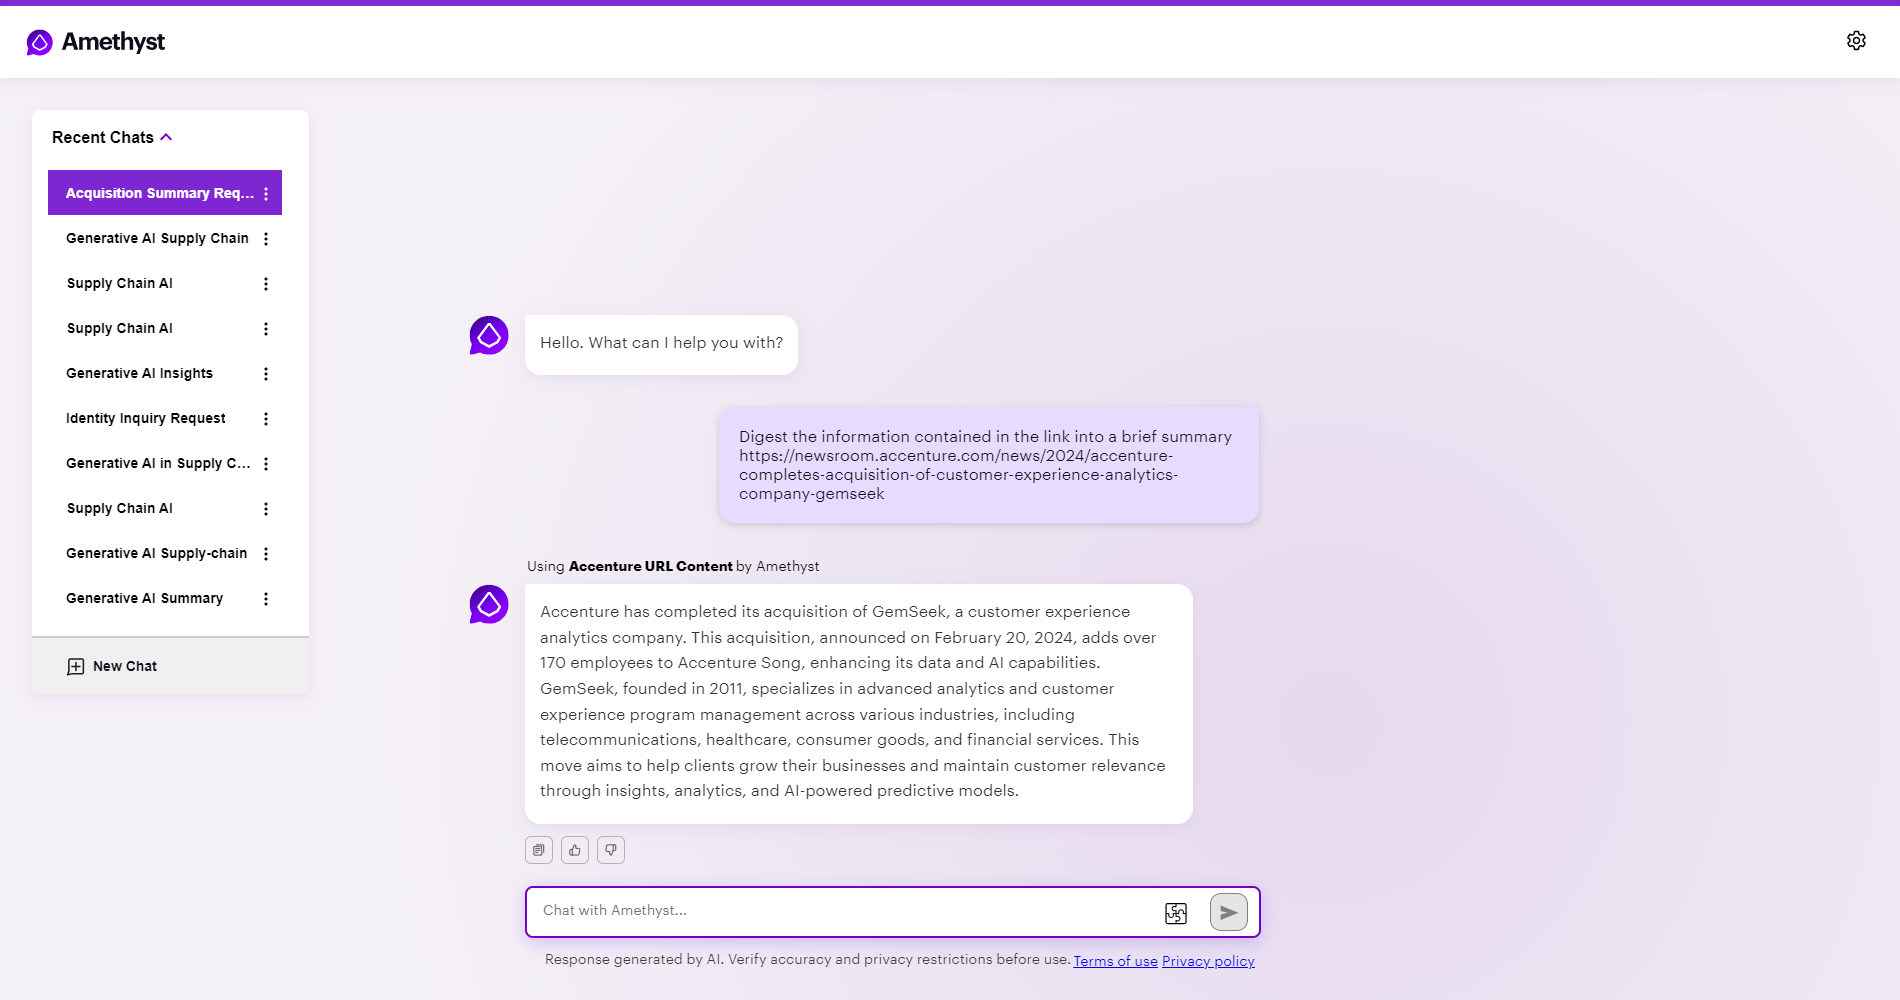 Amethyst
Recent Chats
Acquisition Summary Req...
Generative AI Supply Chain
Supply Chain AI
Supply Chain AI
Generative AI Insights
Identity Inquiry Request
Generative AI in Supply C...
Supply Chain AI
Generative AI Supply-chain
Generative AI Summary
New Chat
Hello. What can I help you with?
Digest the information contained in the link into a brief summary
https://newsroom.accenture.com/news/2024/accenture-
completes-acquisition-of-customer-experience-analytics-
company-gemseek
Using Accenture URL Content by Amethyst
Accenture has completed its acquisition of GemSeek, a customer experience
analytics company. This acquisition, announced on February 20, 2024, adds over
170 employees to Accenture Song, enhancing its data and AI capabilities.
GemSeek, founded in 2011, specializes in advanced analytics and customer
experience program management across various industries, including
telecommunications, healthcare, consumer goods, and financial services. This
move aims to help clients grow their businesses and maintain customer relevance
through insights, analytics, and AI-powered predictive models.
Chat with Amethyst...
Response generated by AI. Verify accuracy and privacy restrictions before use. Terms of use Privacy policy